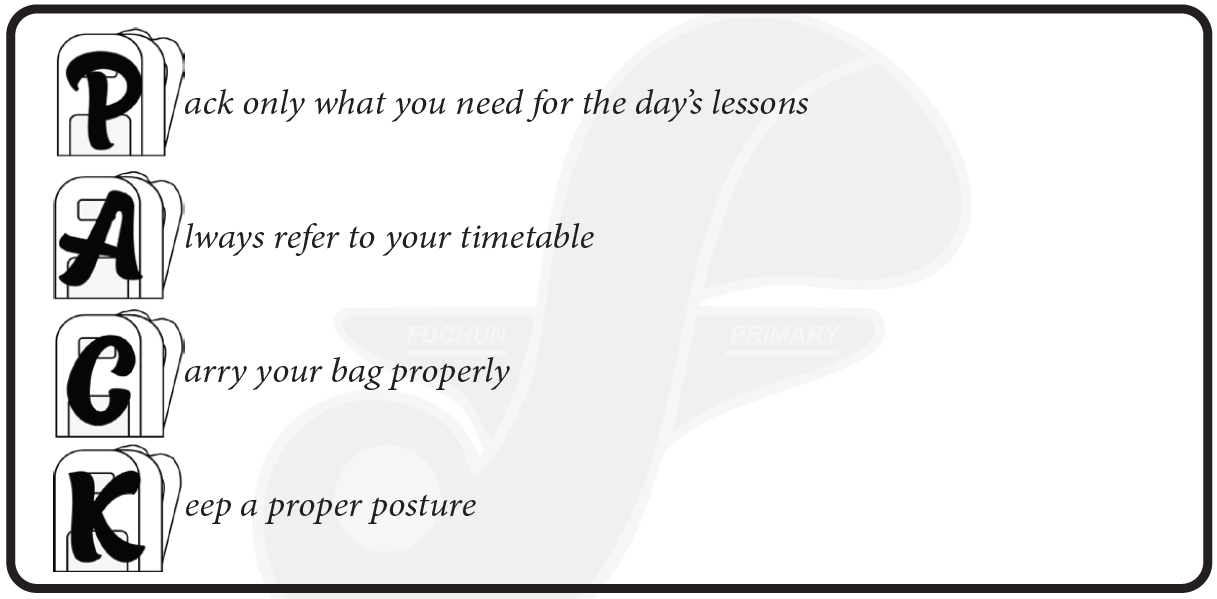 Pack only what you need for the day’s lessons
Always refer to your timetable
FUCHUN PRIMARY
Carry your bag properly
Keep a proper posture